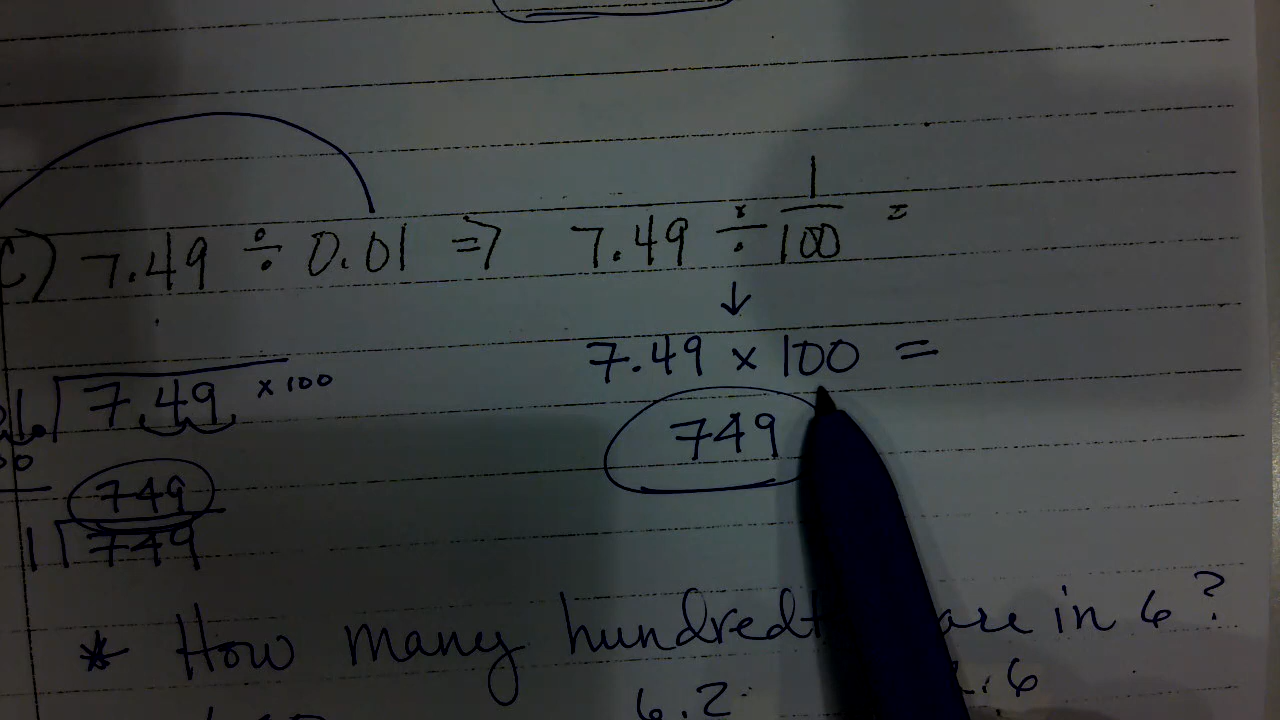 C) 7.49 ÷ 0.01 ⇒ 7.49 ÷ 1/100 =
↓
7.49 × 100 =
7.49 × 100
749
749
1 749
* How many are in 6?
6.2